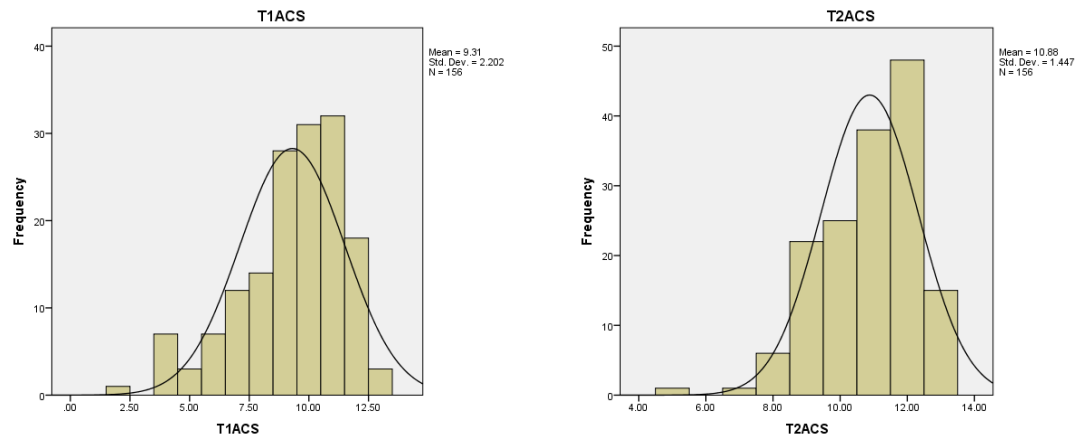 T1ACS
Mean = 9.31
Std. Dev. = 2.202
N = 156
40
30
20
10
0
Frequency
.00 2.50 5.00 7.50 10.00 12.50
T1ACS
T2ACS
Mean = 10.88
Std. Dev. = 1.447
N = 156
50
40
30
20
10
0
Frequency
4.00 6.00 8.00 10.00 12.00 14.00
T2ACS